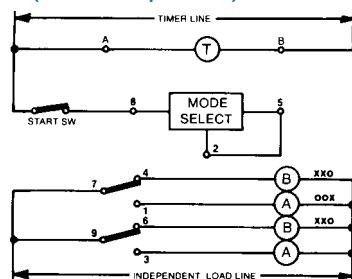 TIMER LINE
A T B
START SW 8 MODE SELECT 5
2
7 4 B XXO
1 A OOX
9 6 B XXO
3 A
INDEPENDENT LOAD LINE